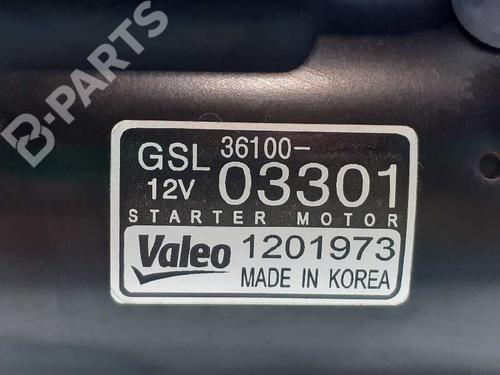 B-PARTS
GSL 36100-
12V 03301
STARTER MOTOR
Valeo 1201973
MADE IN KOREA